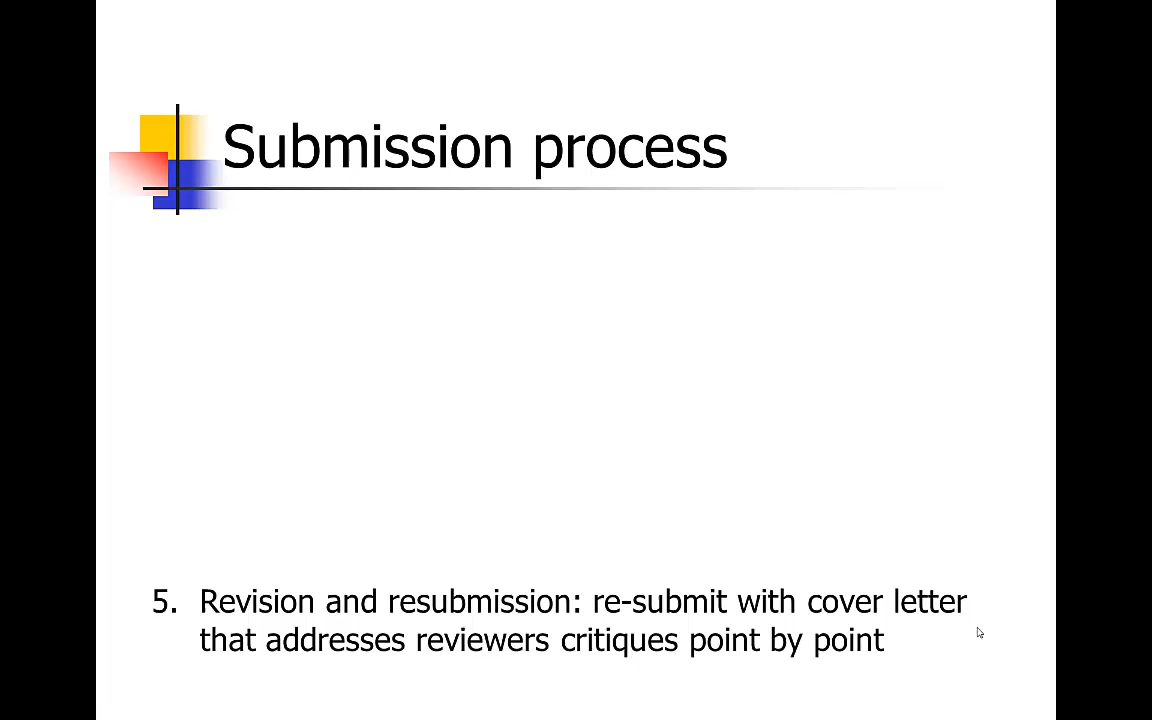 Submission process
5. Revision and resubmission: re-submit with cover letter
that addresses reviewers critiques point by point